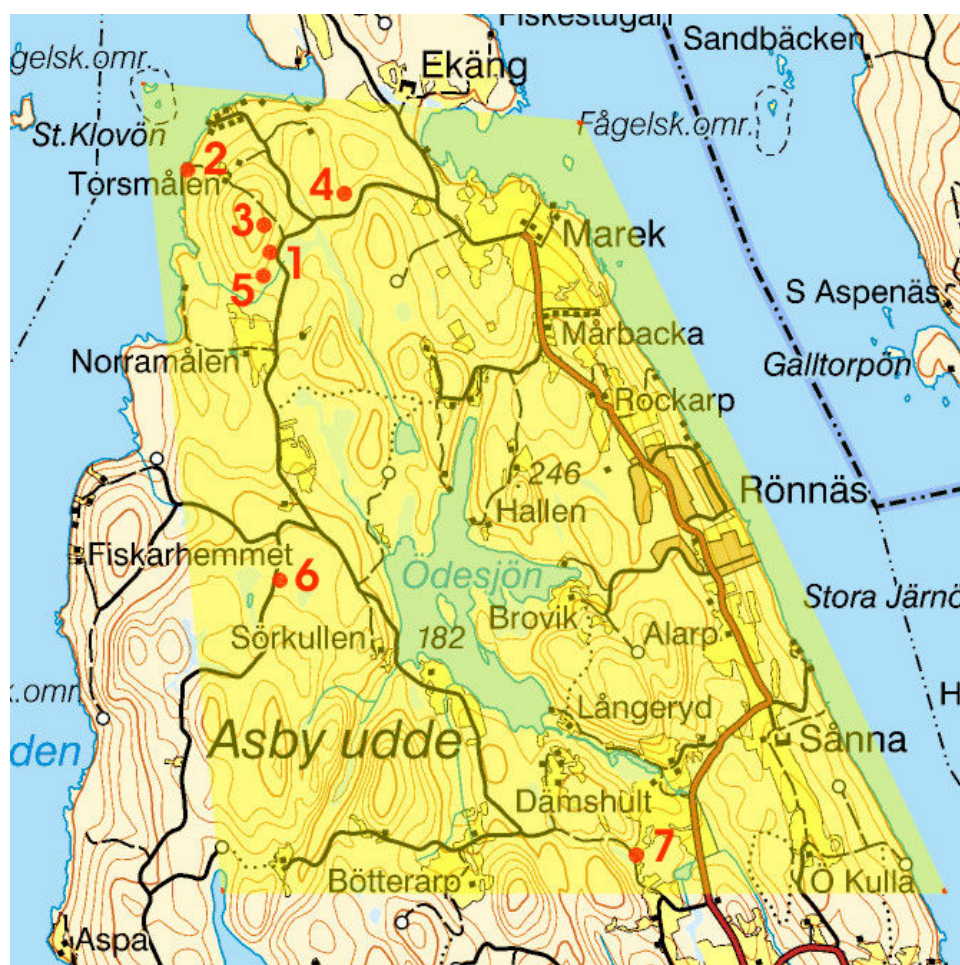 Fiskestugan
Sandbäcken
gelsk.omr.
Ekäng
St.Klovön
Fågelsk.omr.
2
Torsmålen
4
3
Marek
1
5
S Aspenäs
Mårbacka
Norramålen
Gälltorpön
Rockarp
246
Rönnäs
Hallen
Fiskarhemmet
6
Ödesjön
Stora Järnö
Brovik
Sörkullen
182
Alarp
k.omr
H
Långeryd
den
Asby udde
Sånna
Dämshult
7
Bötterarp
Ö Kulla
Aspa